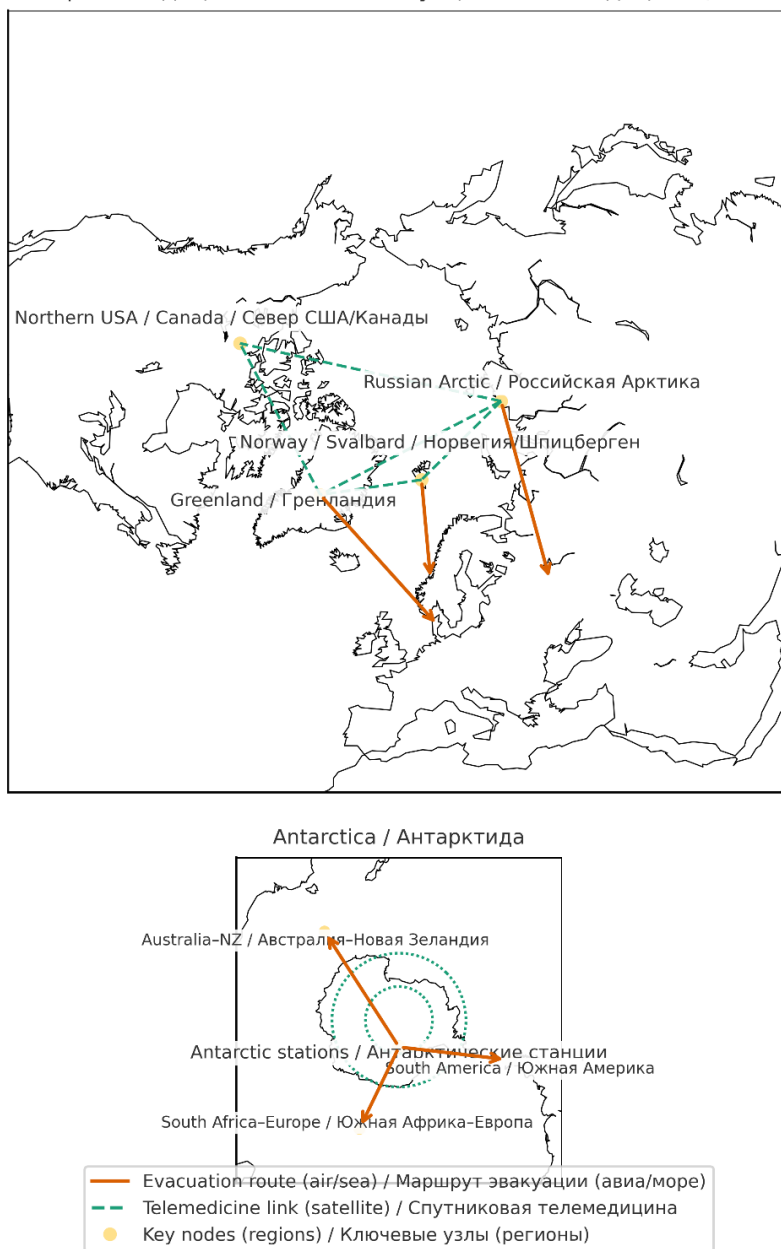 Northern USA / Canada / Север США/Канады
Russian Arctic / Российская Арктика
Norway / Svalbard / Норвегия/Шпицберген
Greenland / Гренландия
Antarctica / Антарктида
Australia–NZ / Австралия–Новая Зеландия
Antarctic stations / Антарктические станции
South America / Южная Америка
South Africa–Europe / Южная Африка–Европа
Evacuation route (air/sea) / Маршрут эвакуации (авиа/море)
Telemedicine link (satellite) / Спутниковая телемедицина
Key nodes (regions) / Ключевые узлы (регионы)